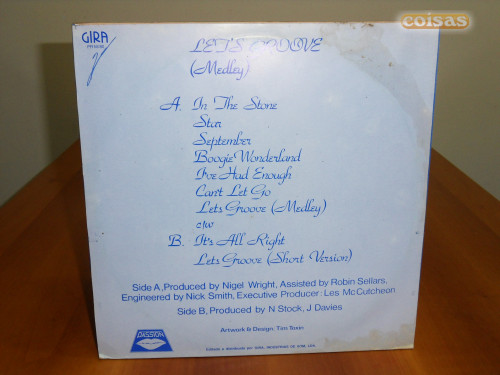 coisas
GIRA
LET'S GROOVE
(Medley)
A. In The Stone
Star
September
Boogie Wonderland
I've Had Enough
Can't Let Go
Lets Groove (Medley)
c/w
B. It's All Right
Lets Groove (Short Version)
Side A, Produced by Nigel Wright, Assisted by Robin Sellars,
Engineered by Nick Smith, Executive Producer: Les McCutcheon
Side B, Produced by N Stock, J Davies
Artwork & Design, Tim
PASSION